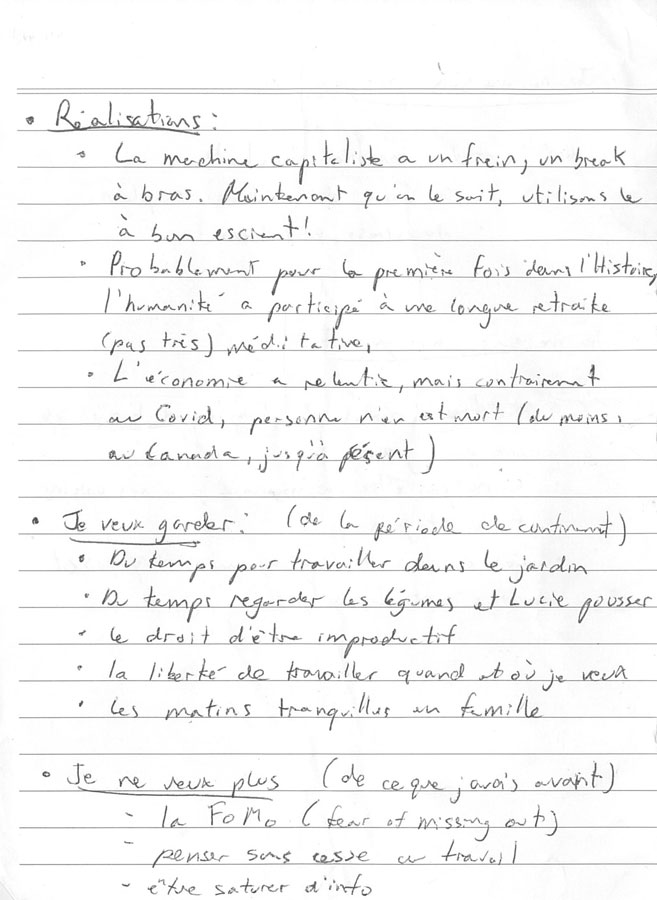 • Réalisations :
• La machine capitaliste a un frein, un break
à bras. Maintenant qu'on le sait, utilisons le
à bon escient!
• Probablement pour la première fois dans l'Histoire,
l'humanité a participé à une longue retraite
(pas très) méditative,
• L'économie a ralentie, mais contrairement
au Covid, personne n'en est mort (du moins,
au Canada, jusqu'à présent)
• Je veux garder : (de la période de confinement)
• Du temps pour travailler dans le jardin
• Du temps regarder les légumes et Lucie pousser
• le droit d'être improductif
• la liberté de travailler quand et où je veux
• Les matins tranquilles en famille
• Je ne veux plus (de ce que j'avais avant)
- la FoMo (fear of missing out)
- penser sans cesse au travail
- être saturer d'info